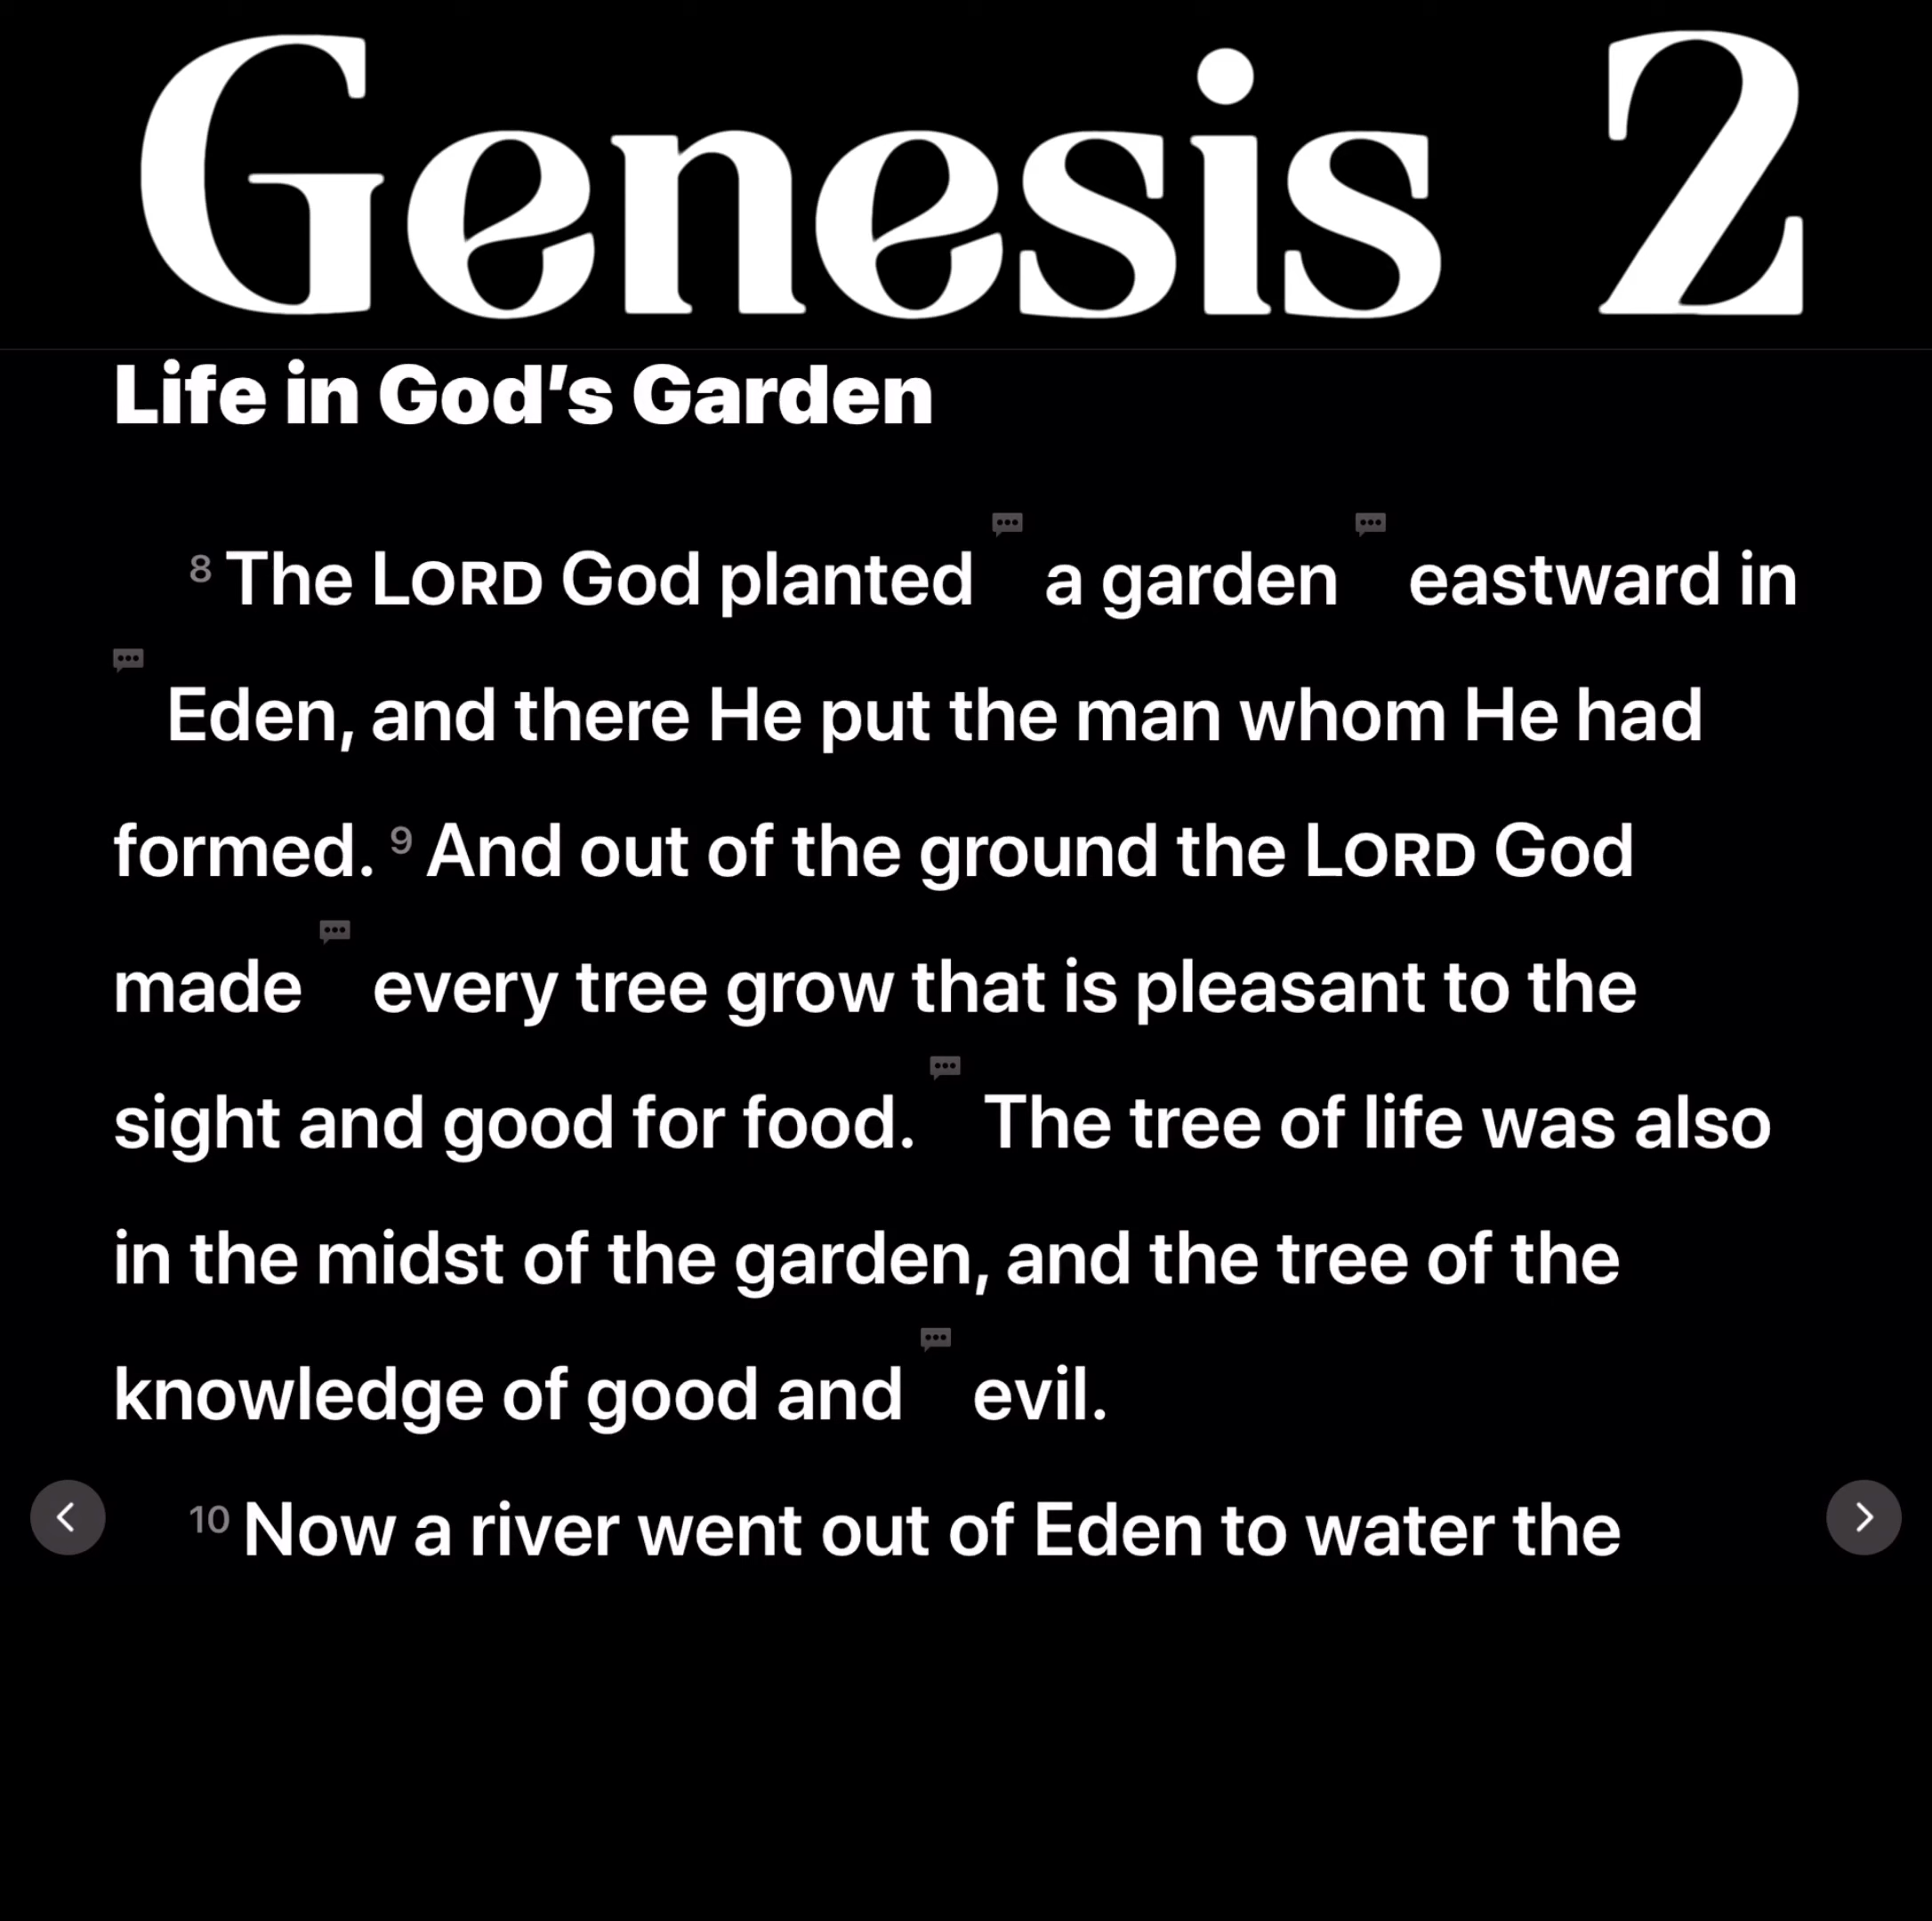 Genesis 2
Life in God’s Garden
8 The LORD God planted a garden eastward in
Eden, and there He put the man whom He had
formed. 9 And out of the ground the LORD God
made every tree grow that is pleasant to the
sight and good for food. The tree of life was also
in the midst of the garden, and the tree of the
knowledge of good and evil.
10 Now a river went out of Eden to water the